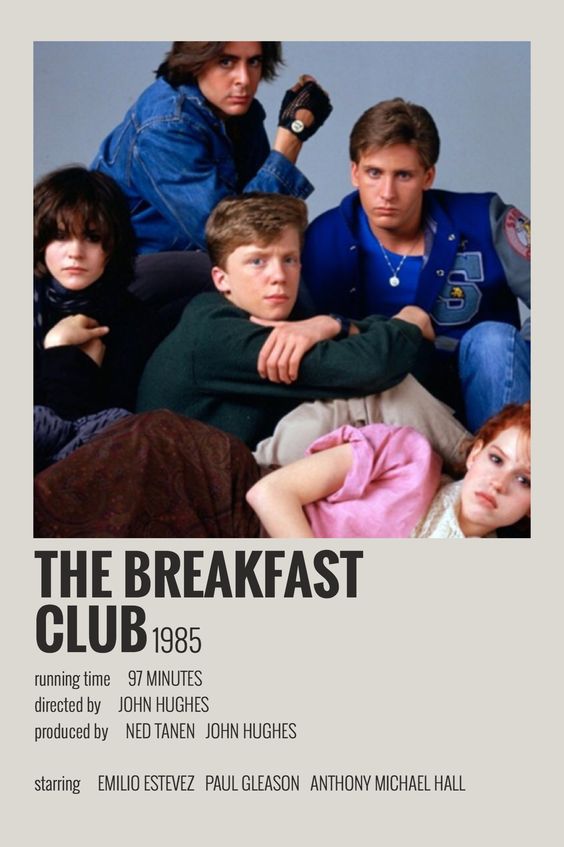 THE BREAKFAST
CLUB 1985
running time 97 MINUTES
directed by JOHN HUGHES
produced by NED TANEN JOHN HUGHES
starring EMILIO ESTEVEZ PAUL GLEASON ANTHONY MICHAEL HALL